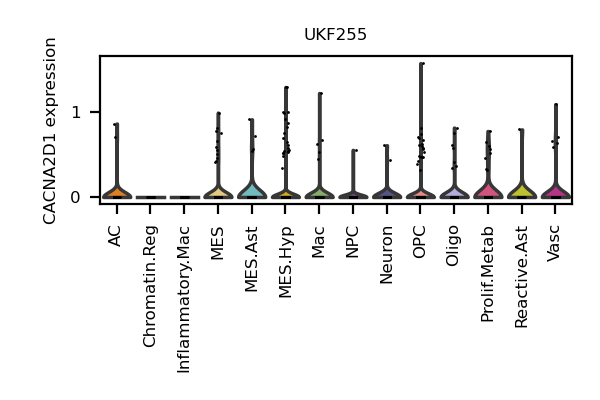 UKF255
CACNA2D1 expression
1
0
AC
Chromatin.Reg
Inflammatory.Mac
MES
MES.Ast
MES.Hyp
Mac
NPC
Neuron
OPC
Oligo
Prolif.Metab
Reactive.Ast
Vasc